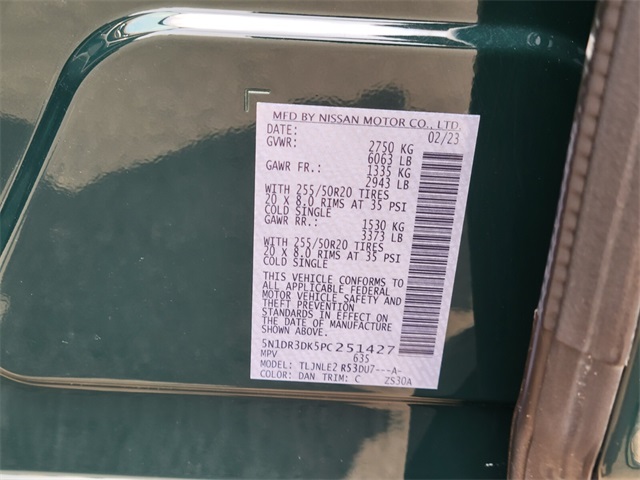 MFD BY NISSAN MOTOR CO., LTD.
DATE: 02/23
GVWR: 2750 KG
6063 LB
GAWR FR.: 1335 KG
2943 LB
WITH 255/50R20 TIRES
20 X 8.0 RIMS AT 35 PSI
COLD SINGLE
GAWR RR.: 1530 KG
3373 LB
WITH 255/50R20 TIRES
20 X 8.0 RIMS AT 35 PSI
COLD SINGLE
THIS VEHICLE CONFORMS TO
ALL APPLICABLE FEDERAL
MOTOR VEHICLE SAFETY AND
THEFT PREVENTION
STANDARDS IN EFFECT ON
THE DATE OF MANUFACTURE
SHOWN ABOVE.
5N1DR3DK5PC251427
MPV 635
MODEL: TLJNLE2 R53DU7---A-
COLOR: DAN TRIM: C ZS30A